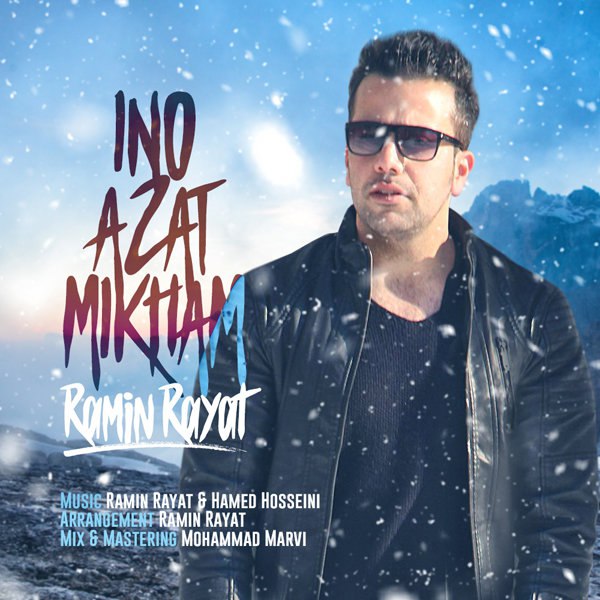 INO
AZAT
MIKHAM
RAMIN RAYAT
MUSIC RAMIN RAYAT & HAMED HOSSEINI
ARRANGEMENT RAMIN RAYAT
MIX & MASTERING MOHAMMAD MARVI